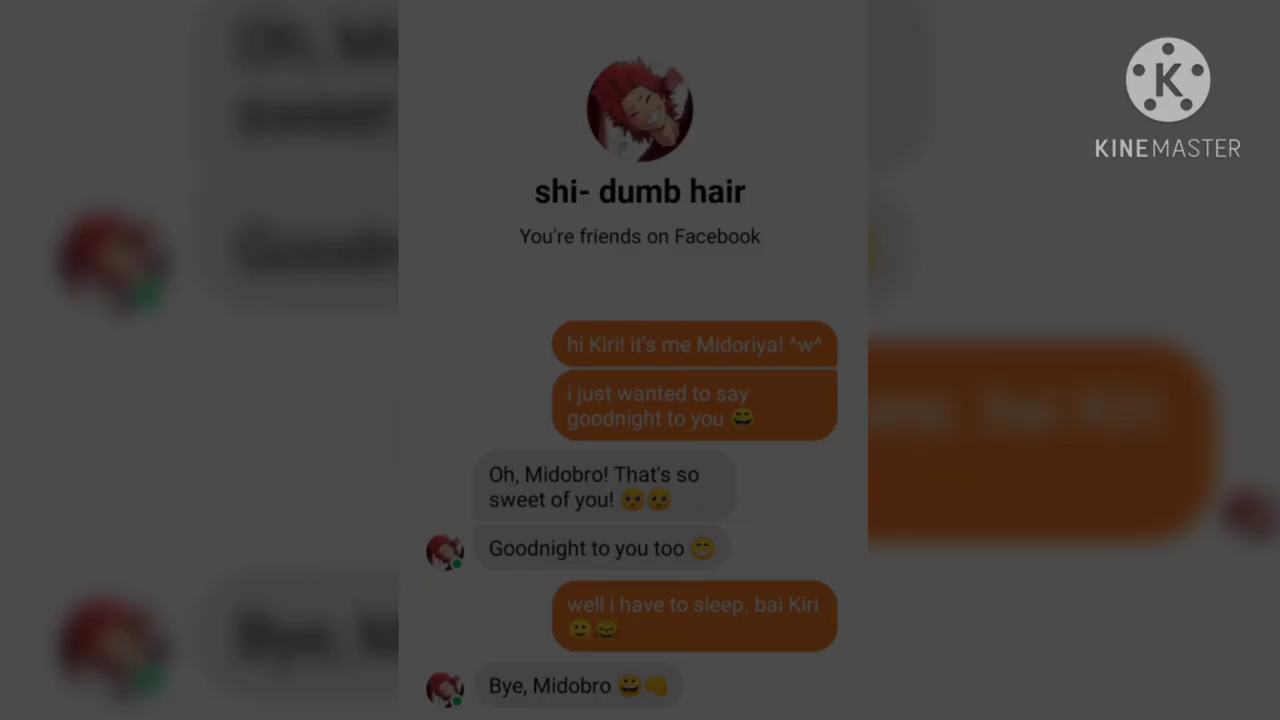 K
KINEMASTER
shi- dumb hair
You're friends on Facebook
hi Kiri! it's me Midoriya! ^w^
i just wanted to say
goodnight to you 😄
Oh, Midobro! That's so
sweet of you! 🥺🥺
Goodnight to you too 😁
well i have to sleep. bai Kiri
🙂😹
Bye, Midobro 😀👊